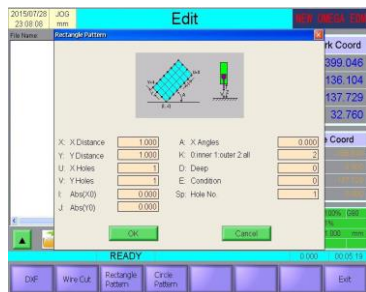 2015/07/28
23:08:08
JOG
mm
Edit
NEW OMEGA EDM
File Name
Rectangle Pattern
rk Coord
399.046
136.104
137.729
32.760
Coord
X: X Distance 1.000
Y: Y Distance 1.000
U: X Holes 1
V: Y Holes 1
I: Abs(X0) 0.000
J: Abs(Y0) 0.000
A: X Angles 0.000
K: 0:inner 1:outer 2:all 2
D: Deep 0
E: Condition 0
Sp: Hole No. 1
OK
Cancel
100% G90
mm
READY
0.000
00:05:19
DXF
Wire Cut
Rectangle
Pattern
Circle
Pattern
Exit